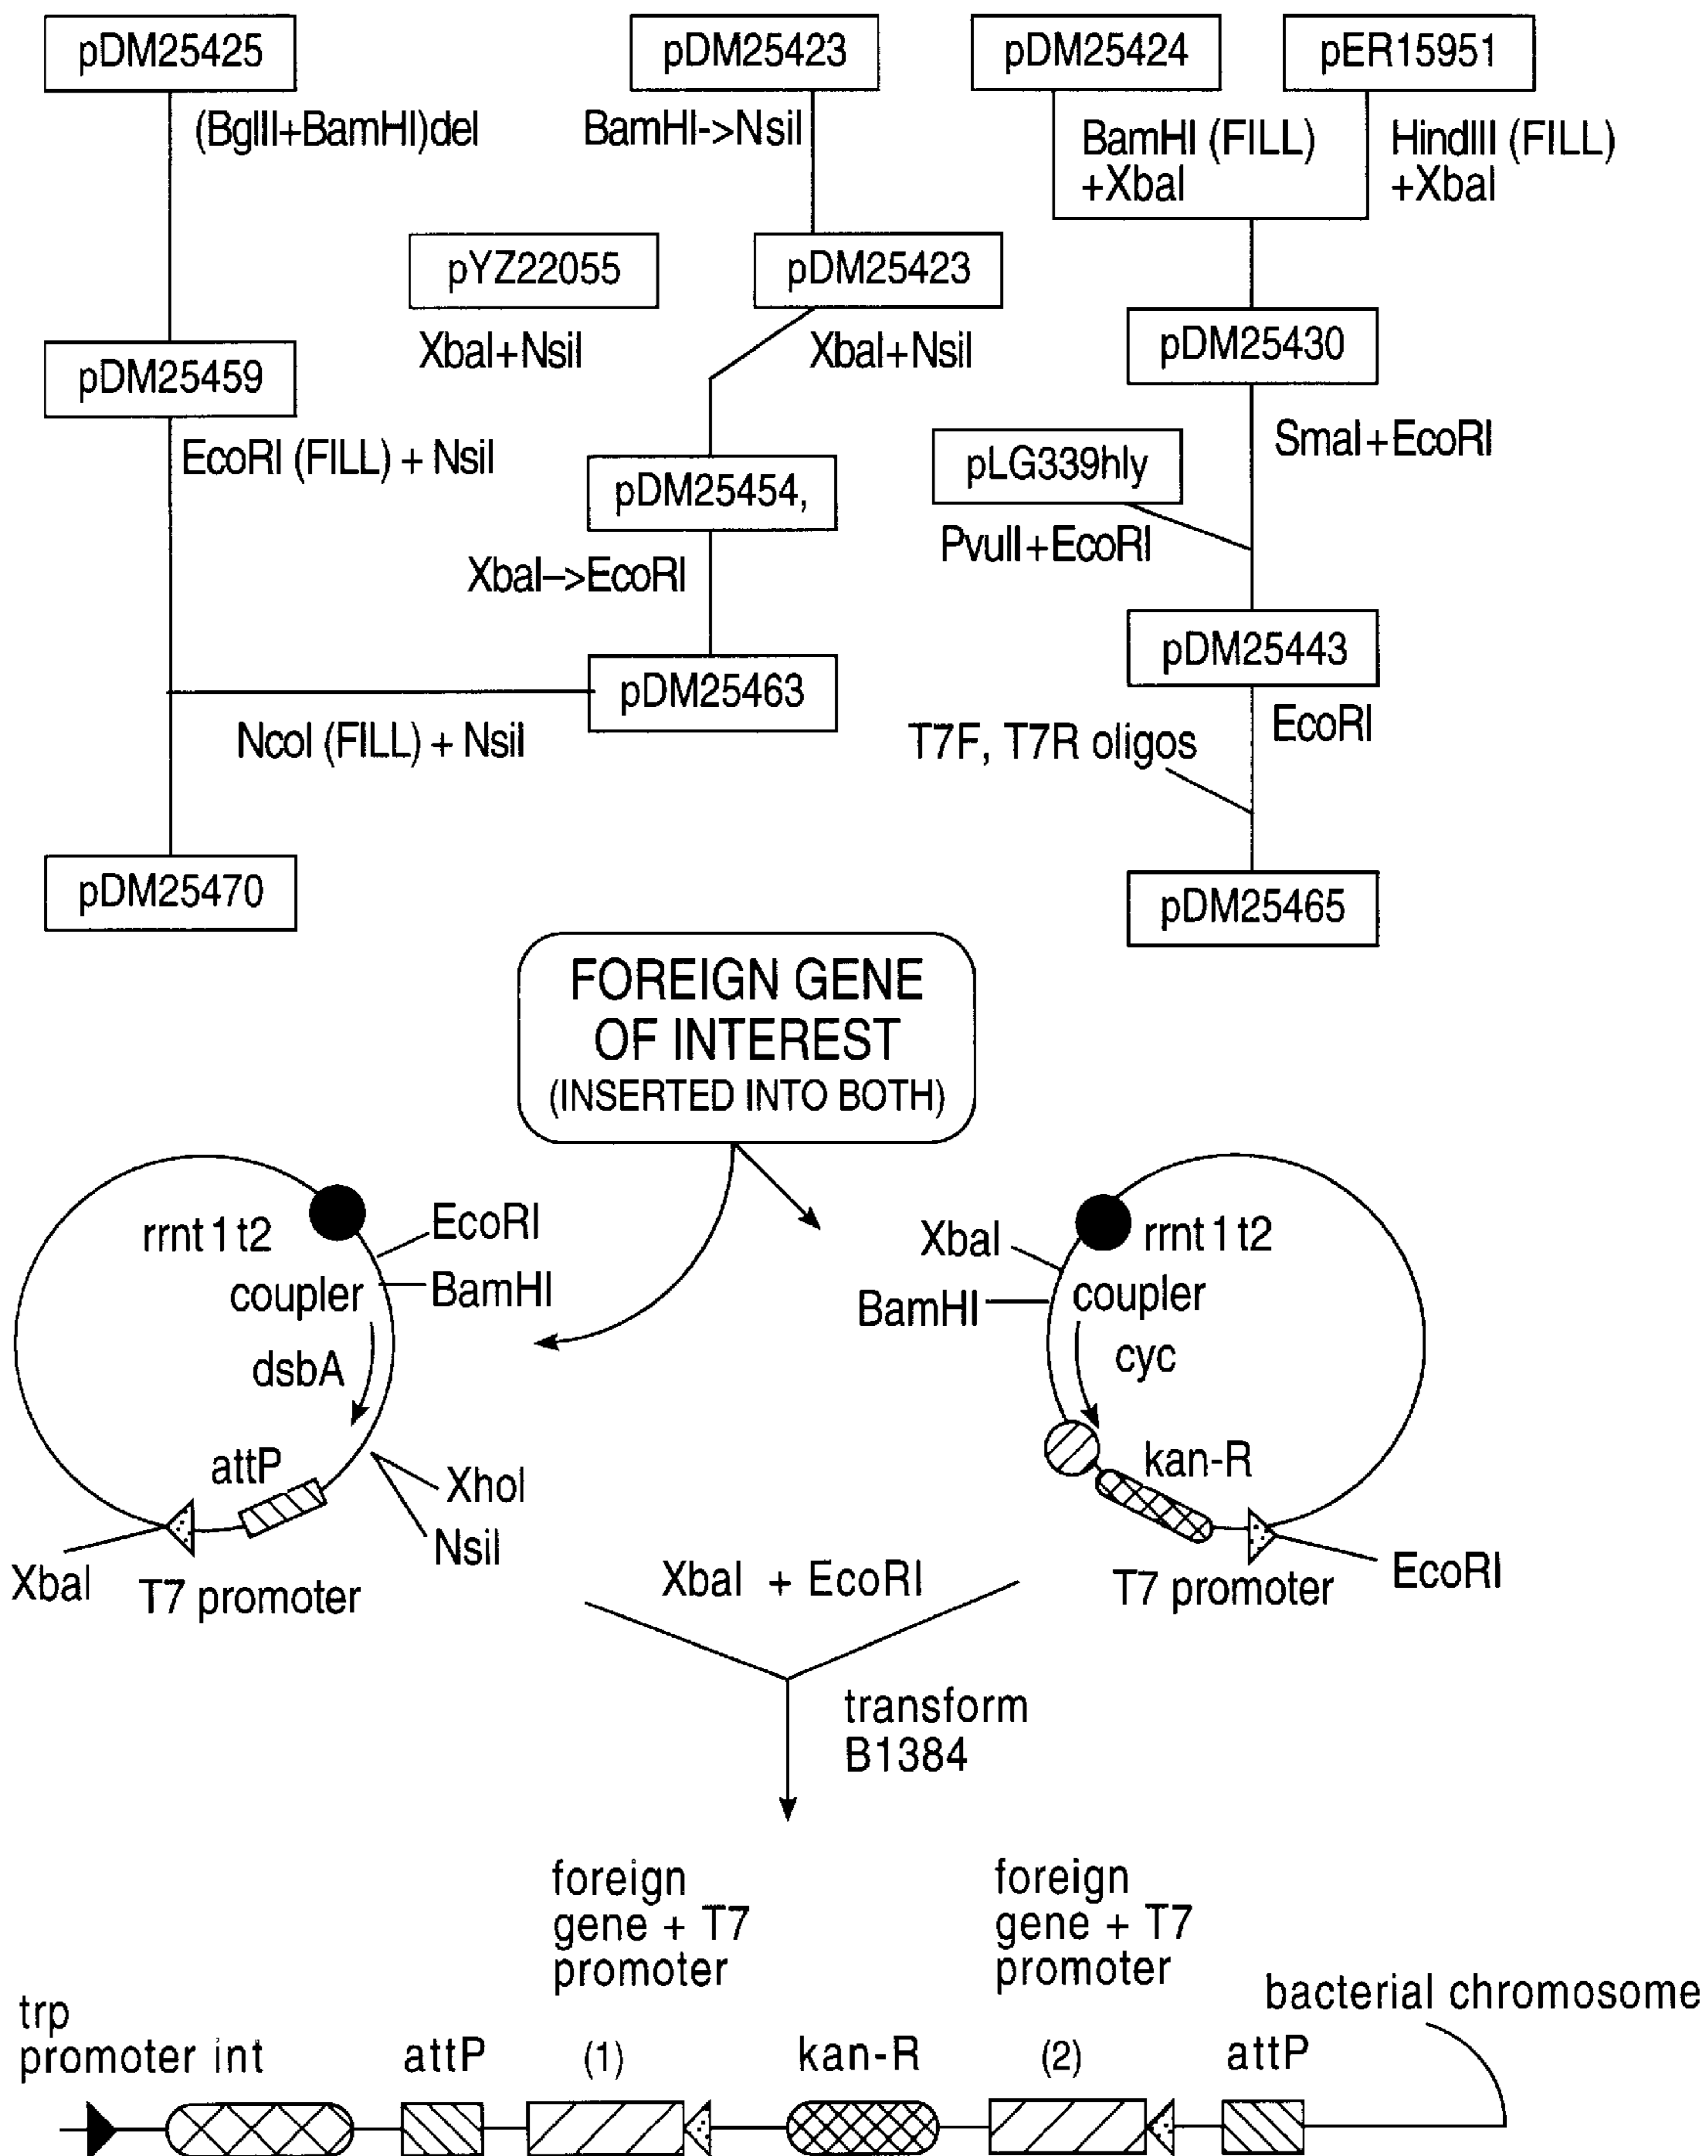 pDM25425
pDM25423
pDM25424
pER15951
(BglII+BamHI)del
BamHI->NsiI
BamHI (FILL)
+XbaI
HindIII (FILL)
+XbaI
pYZ22055
pDM25423
XbaI+NsiI
XbaI+NsiI
pDM25430
pDM25459
EcoRI (FILL) + NsiI
SmaI+EcoRI
pLG339hly
pDM25454,
PvuII+EcoRI
XbaI->EcoRI
pDM25443
pDM25463
EcoRI
NcoI (FILL) + NsiI
T7F, T7R oligos
pDM25470
pDM25465
FOREIGN GENE
OF INTEREST
(INSERTED INTO BOTH)
rrnt1t2
EcoRI
coupler
BamHI
dsbA
attP
XhoI
NsiI
XbaI
T7 promoter
XbaI
rrnt1t2
BamHI
coupler
cyc
kan-R
T7 promoter
EcoRI
XbaI + EcoRI
transform
B1384
foreign
gene + T7
promoter
foreign
gene + T7
promoter
bacterial chromosome
trp
promoter int
attP
(1)
kan-R
(2)
attP